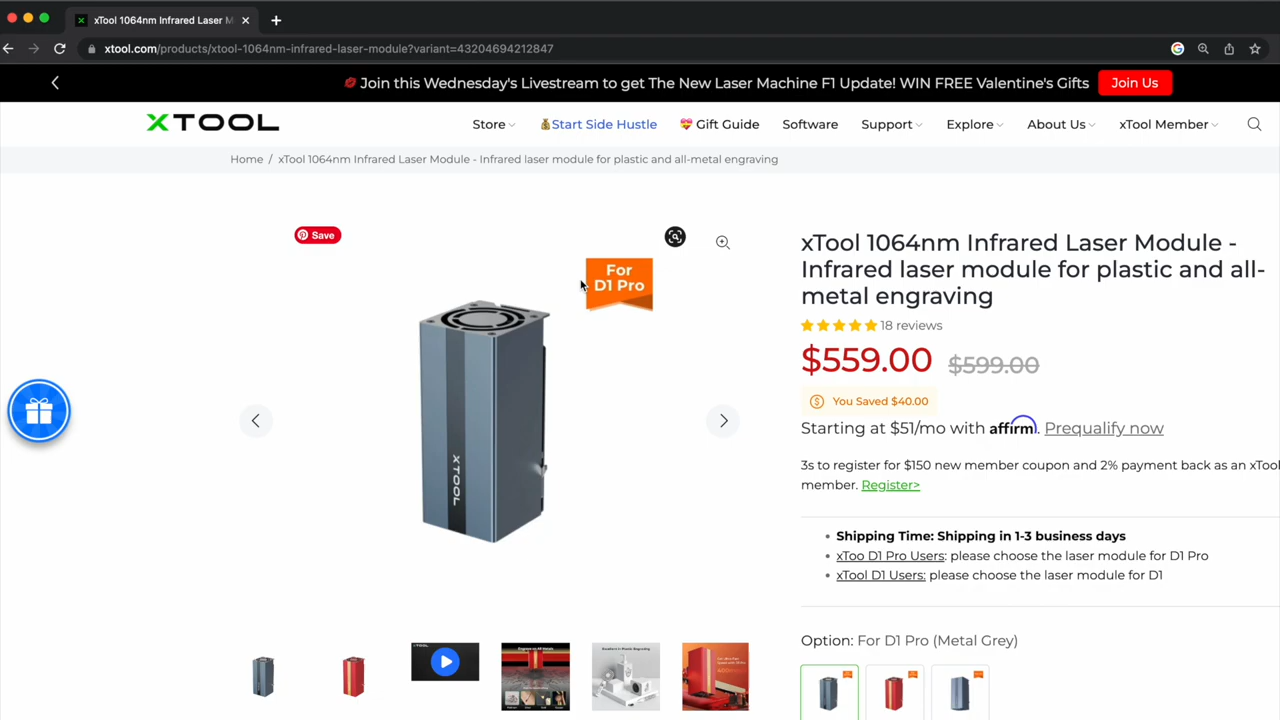 xTool 1064nm Infrared Laser M
xtool.com/products/xtool-1064nm-infrared-laser-module?variant=43204694212847
💋 Join this Wednesday's Livestream to get The New Laser Machine F1 Update! WIN FREE Valentine's Gifts
Join Us
XTOOL
Store
💰Start Side Hustle
💝 Gift Guide
Software
Support
Explore
About Us
xTool Member
Home / xTool 1064nm Infrared Laser Module - Infrared laser module for plastic and all-metal engraving
Save
For
D1 Pro
XTOOL
xTool 1064nm Infrared Laser Module -
Infrared laser module for plastic and all-
metal engraving
18 reviews
$559.00 $599.00
You Saved $40.00
Starting at $51/mo with affirm. Prequalify now
3s to register for $150 new member coupon and 2% payment back as an xTool
member. Register>
Shipping Time: Shipping in 1-3 business days
xToo D1 Pro Users: please choose the laser module for D1 Pro
xTool D1 Users: please choose the laser module for D1
Option: For D1 Pro (Metal Grey)